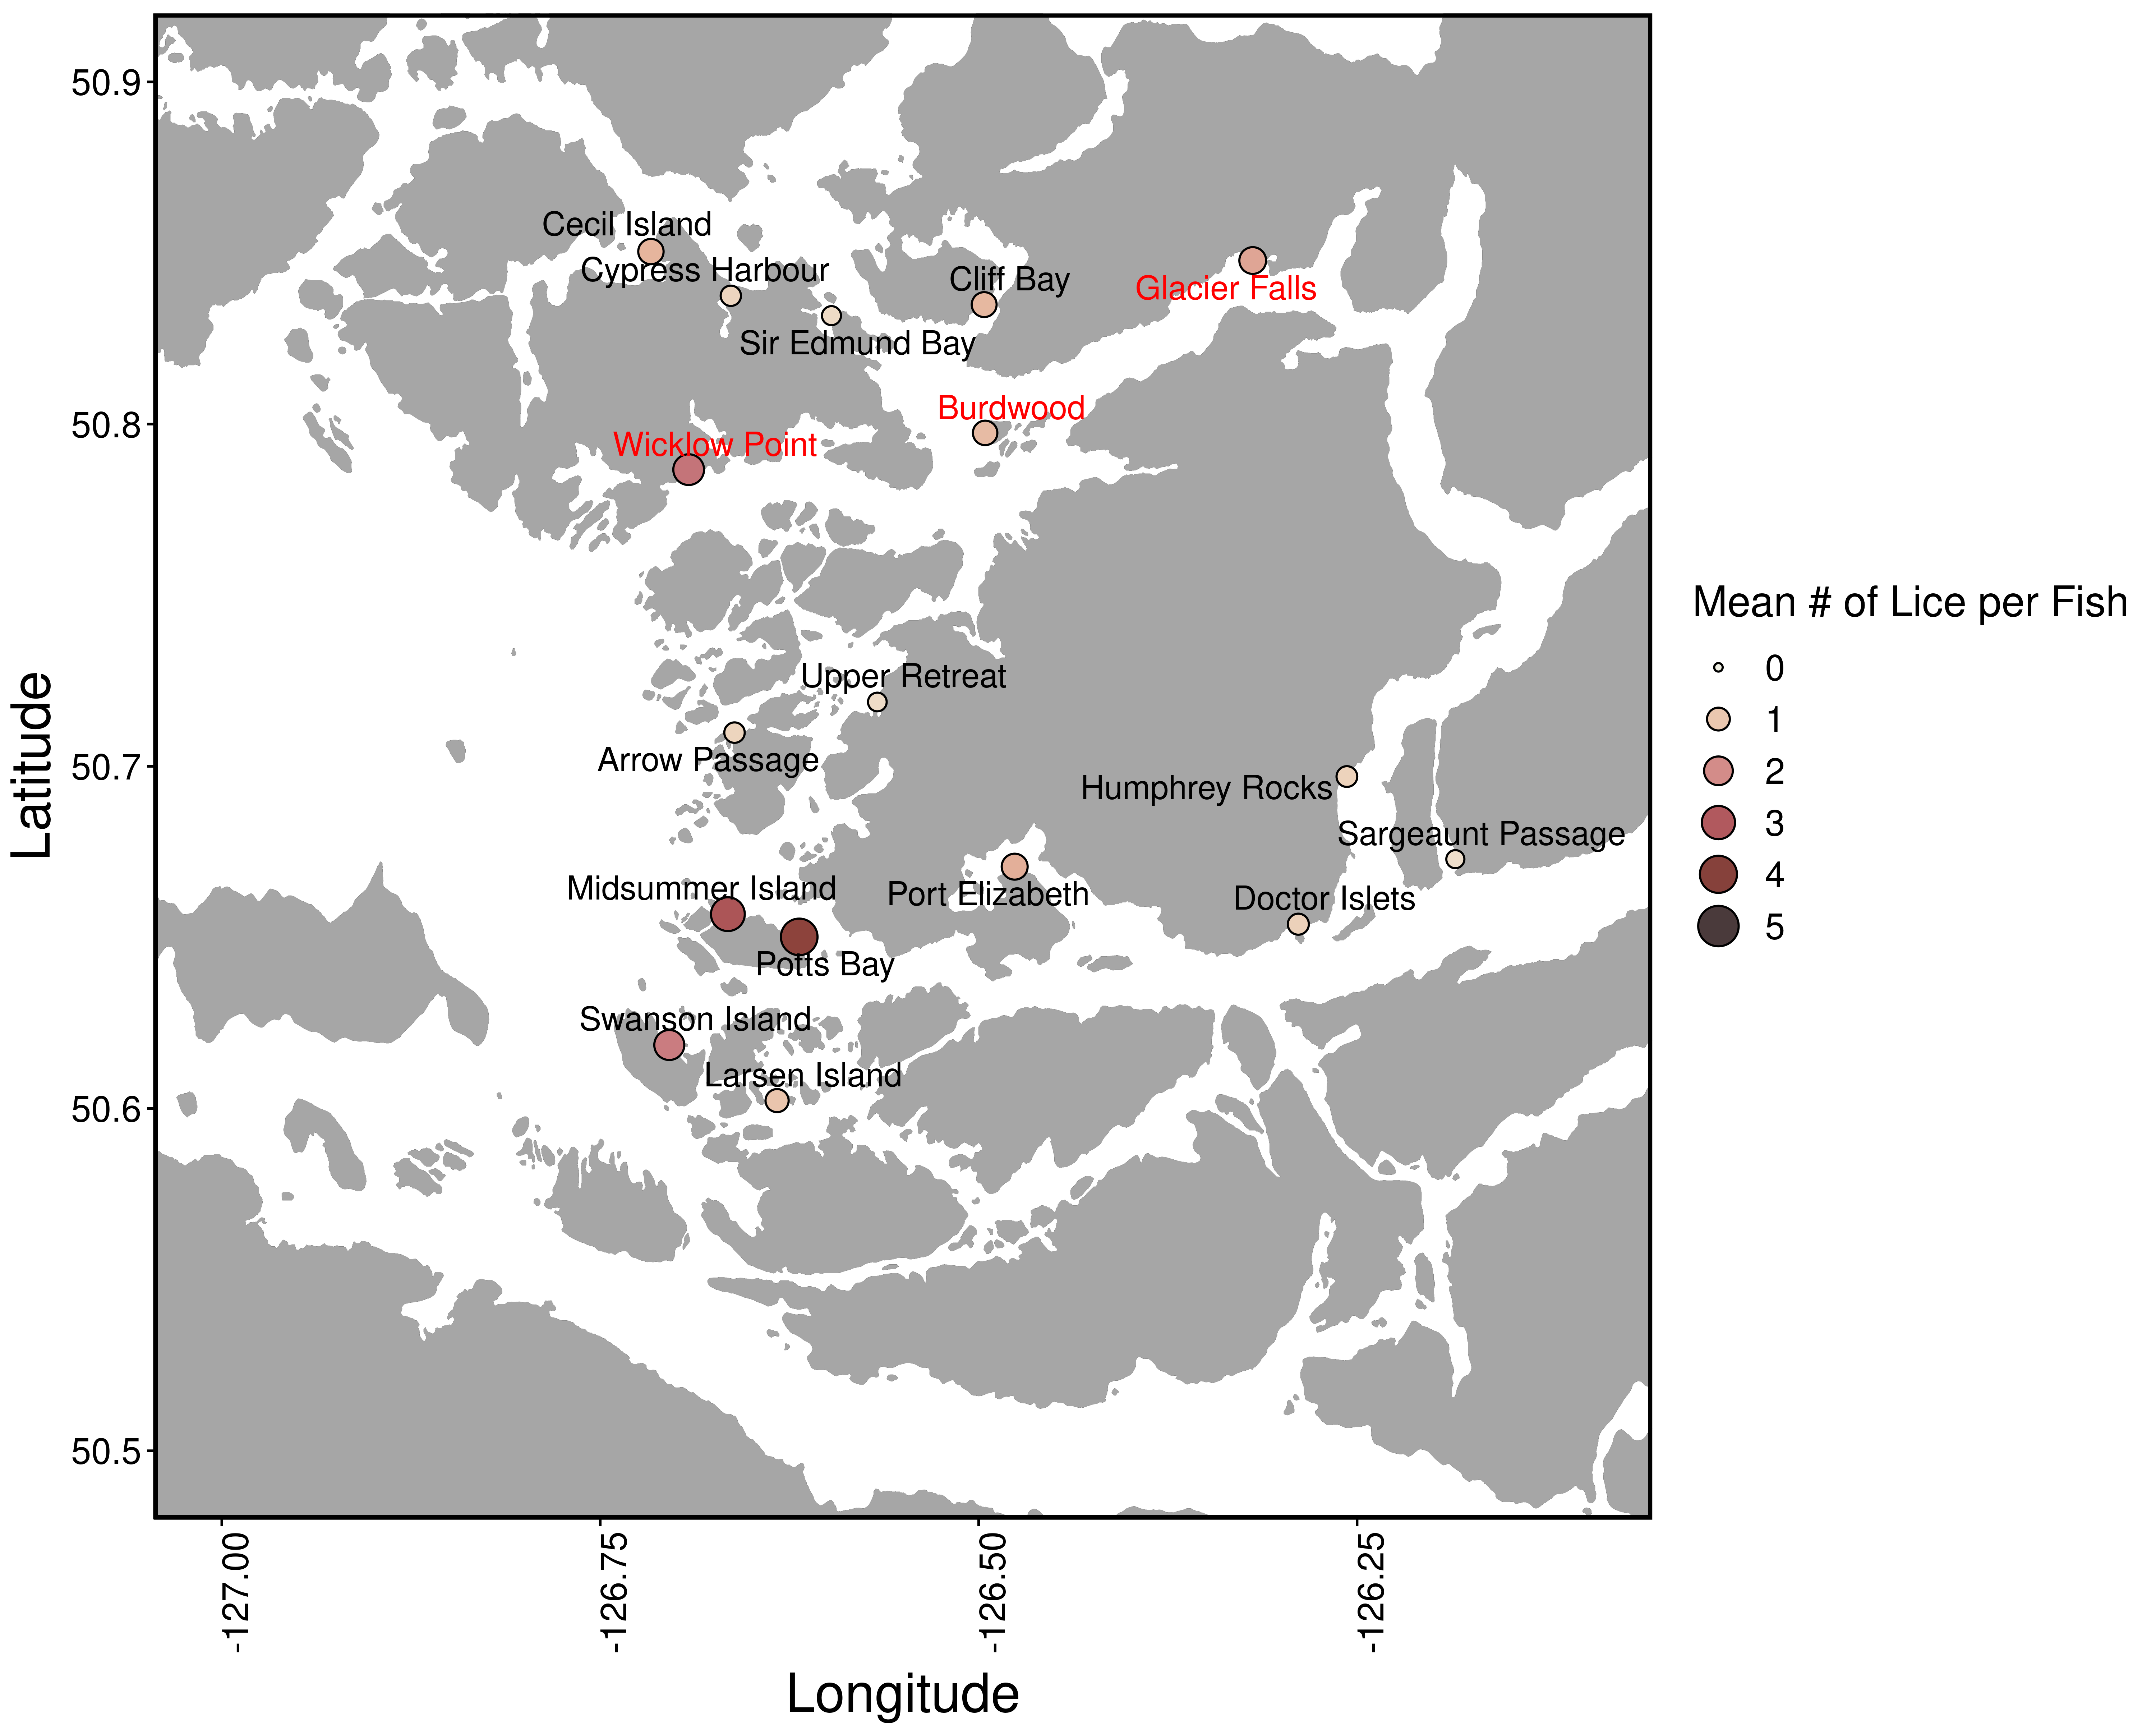 50.9
Cecil Island
Cypress Harbour
Cliff Bay
Glacier Falls
Sir Edmund Bay
Burdwood
50.8
Wicklow Point
Mean # of Lice per Fish
0
Upper Retreat
1
Arrow Passage
50.7
2
Humphrey Rocks
3
Sargeaunt Passage
4
Midsummer Island
Port Elizabeth
Doctor Islets
5
Potts Bay
Swanson Island
Larsen Island
50.6
50.5
Latitude
-127.00
-126.75
-126.50
-126.25
Longitude